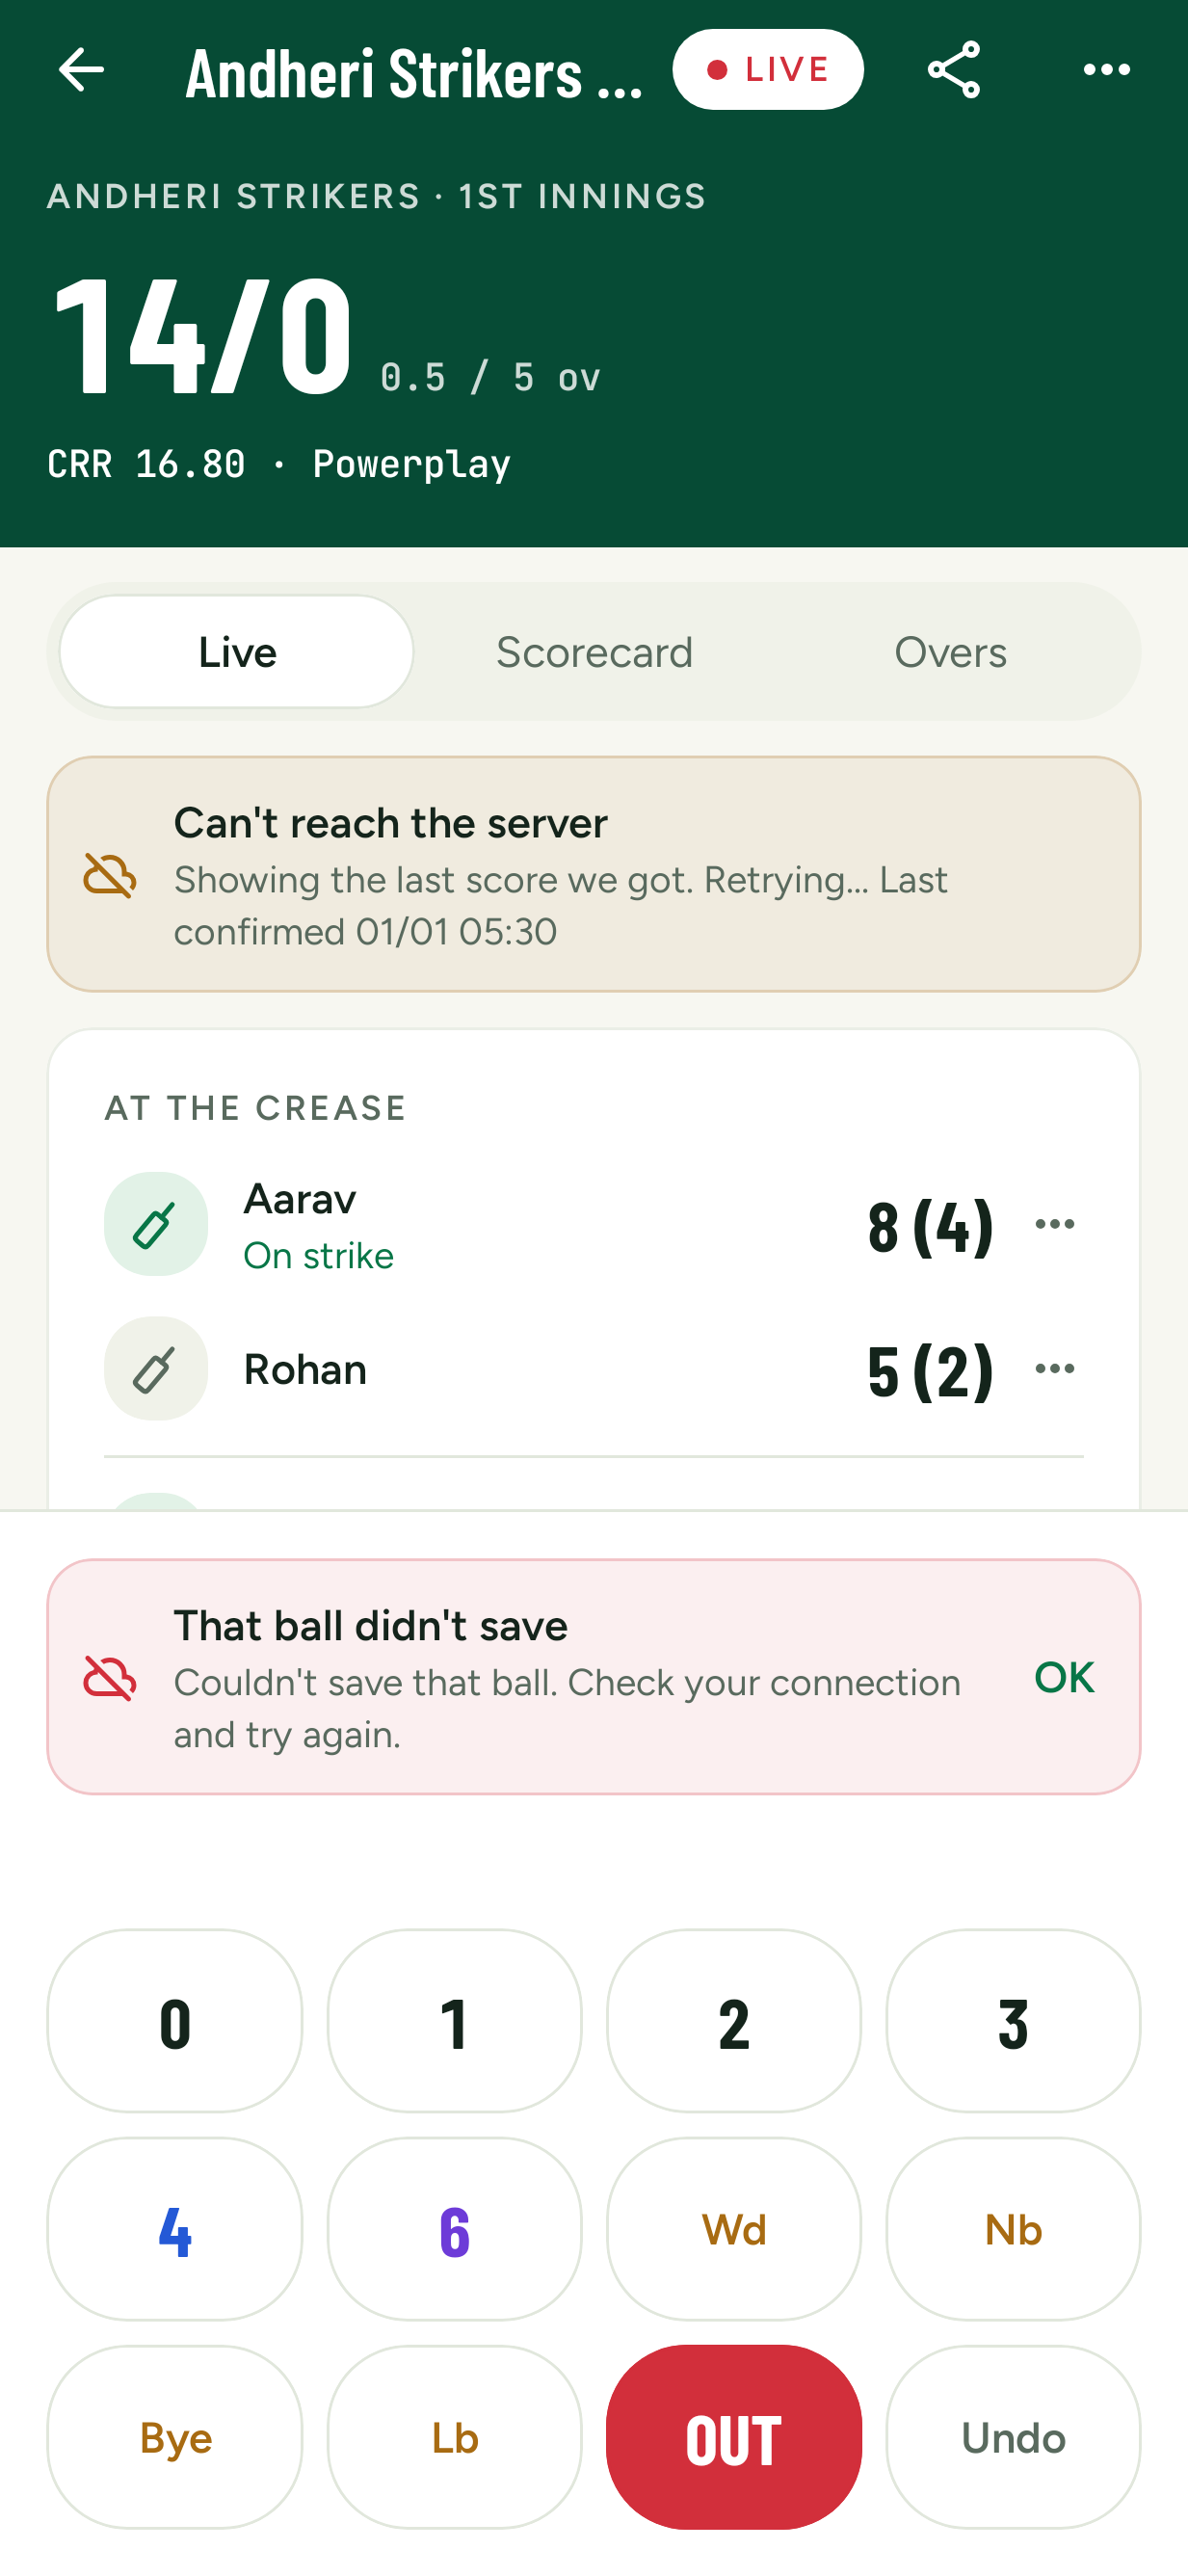 Andheri Strikers ...
LIVE
ANDHERI STRIKERS · 1ST INNINGS
14/0 0.5 / 5 ov
CRR 16.80 · Powerplay
Live Scorecard Overs
Can't reach the server
Showing the last score we got. Retrying... Last
confirmed 01/01 05:30
AT THE CREASE
Aarav
On strike
8 (4)
Rohan
5 (2)
That ball didn't save
Couldn't save that ball. Check your connection
and try again.
OK
0 1 2 3
4 6 Wd Nb
Bye Lb OUT Undo